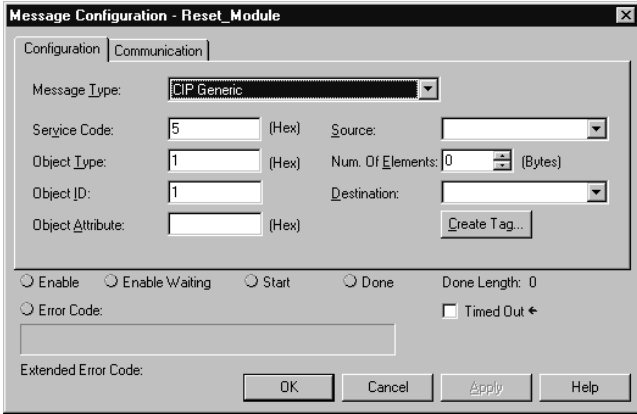 Message Configuration - Reset_Module
Configuration Communication
Message Type: CIP Generic
Service Code: 5 (Hex) Source:
Object Type: 1 (Hex) Num. Of Elements: 0 (Bytes)
Object ID: 1 Destination:
Object Attribute: (Hex) Create Tag...
Enable Enable Waiting Start Done Done Length: 0
Error Code: Timed Out ←
Extended Error Code:
OK Cancel Apply Help